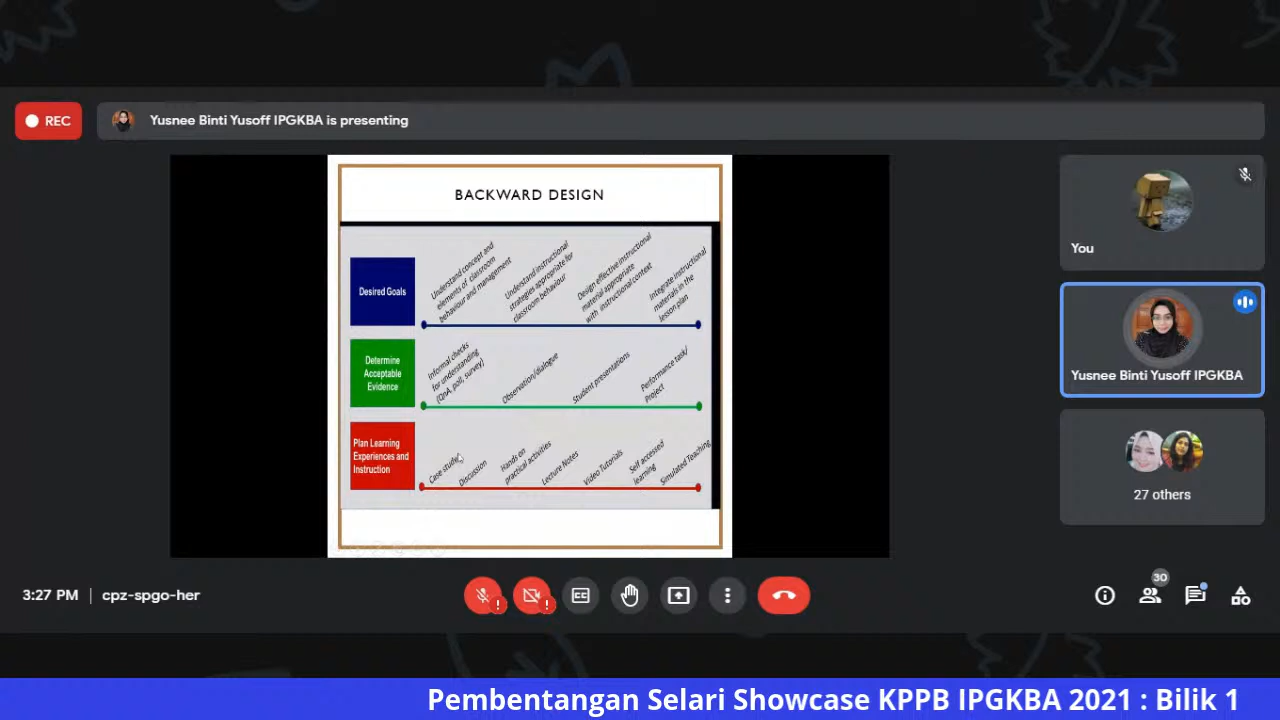 REC
Yusnee Binti Yusoff IPGKBA is presenting
BACKWARD DESIGN
Desired Goals
Understand concept and
elements of classroom
behaviour and management
Understand instructional
strategies appropriate for
classroom behaviour
Design effective instructional
material appropriate
with instructional context
Integrate instructional
materials in the
lesson plan
Determine
Acceptable
Evidence
Informal checks
for understanding
(QnA, poll, survey)
Observation/dialogue
Student presentations
Performance task/
Project
Plan Learning
Experiences and
Instruction
Case study
Discussion
Hands on
practical activities
Lecture Notes
Video Tutorials
Self accessed
learning
Simulated Teaching
You
Yusnee Binti Yusoff IPGKBA
27 others
3:27 PM | cpz-spgo-her
CC
30
Pembentangan Selari Showcase KPPB IPGKBA 2021 : Bilik 1